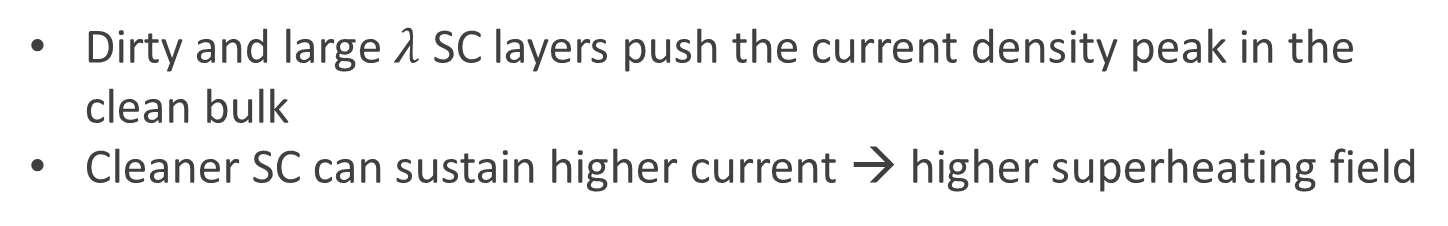 • Dirty and large λ SC layers push the current density peak in the
clean bulk
• Cleaner SC can sustain higher current → higher superheating field